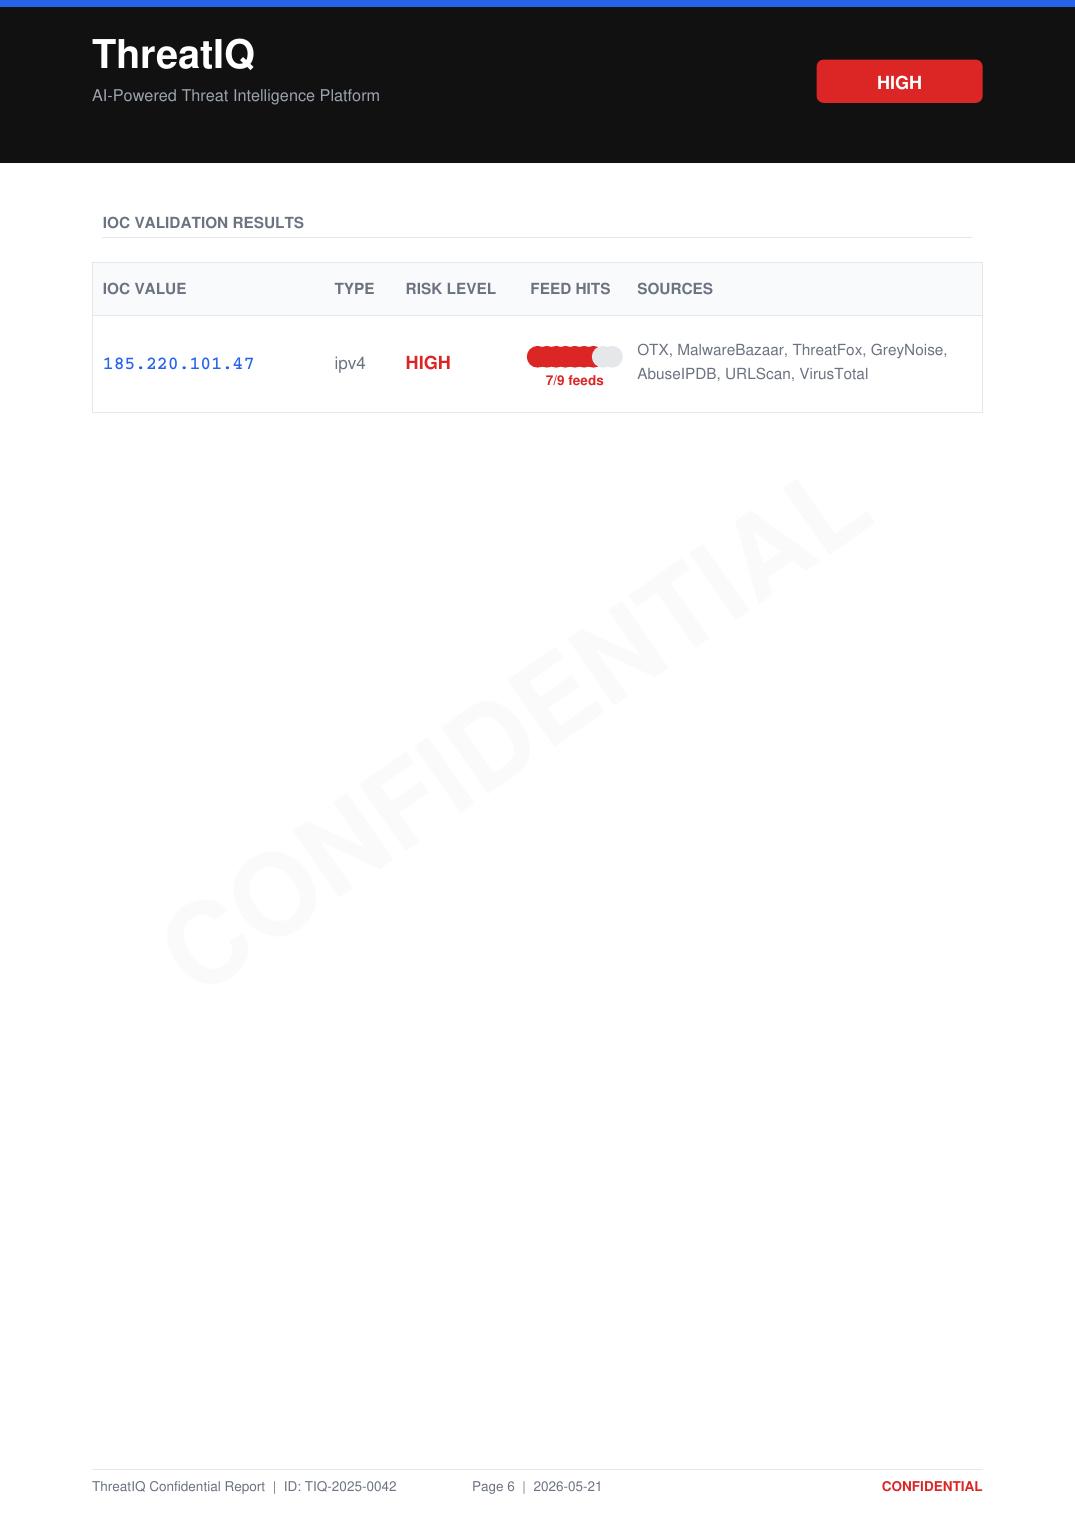 ThreatIQ
AI-Powered Threat Intelligence Platform
HIGH
IOC VALIDATION RESULTS
IOC VALUE TYPE RISK LEVEL FEED HITS SOURCES
185.220.101.47 ipv4 HIGH 7/9 feeds OTX, MalwareBazaar, ThreatFox, GreyNoise,
AbuseIPDB, URLScan, VirusTotal
CONFIDENTIAL
ThreatIQ Confidential Report | ID: TIQ-2025-0042 Page 6 | 2026-05-21 CONFIDENTIAL